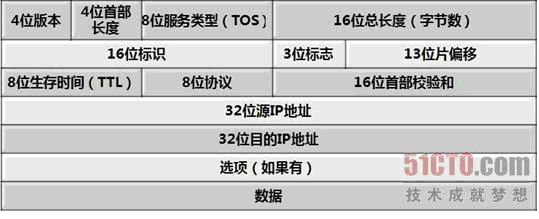 4位版本 4位首部长度 8位服务类型（TOS） 16位总长度（字节数）
16位标识 3位标志 13位片偏移
8位生存时间（TTL） 8位协议 16位首部校验和
32位源IP地址
32位目的IP地址
选项（如果有）
数据
51CTO.com
技术成就梦想